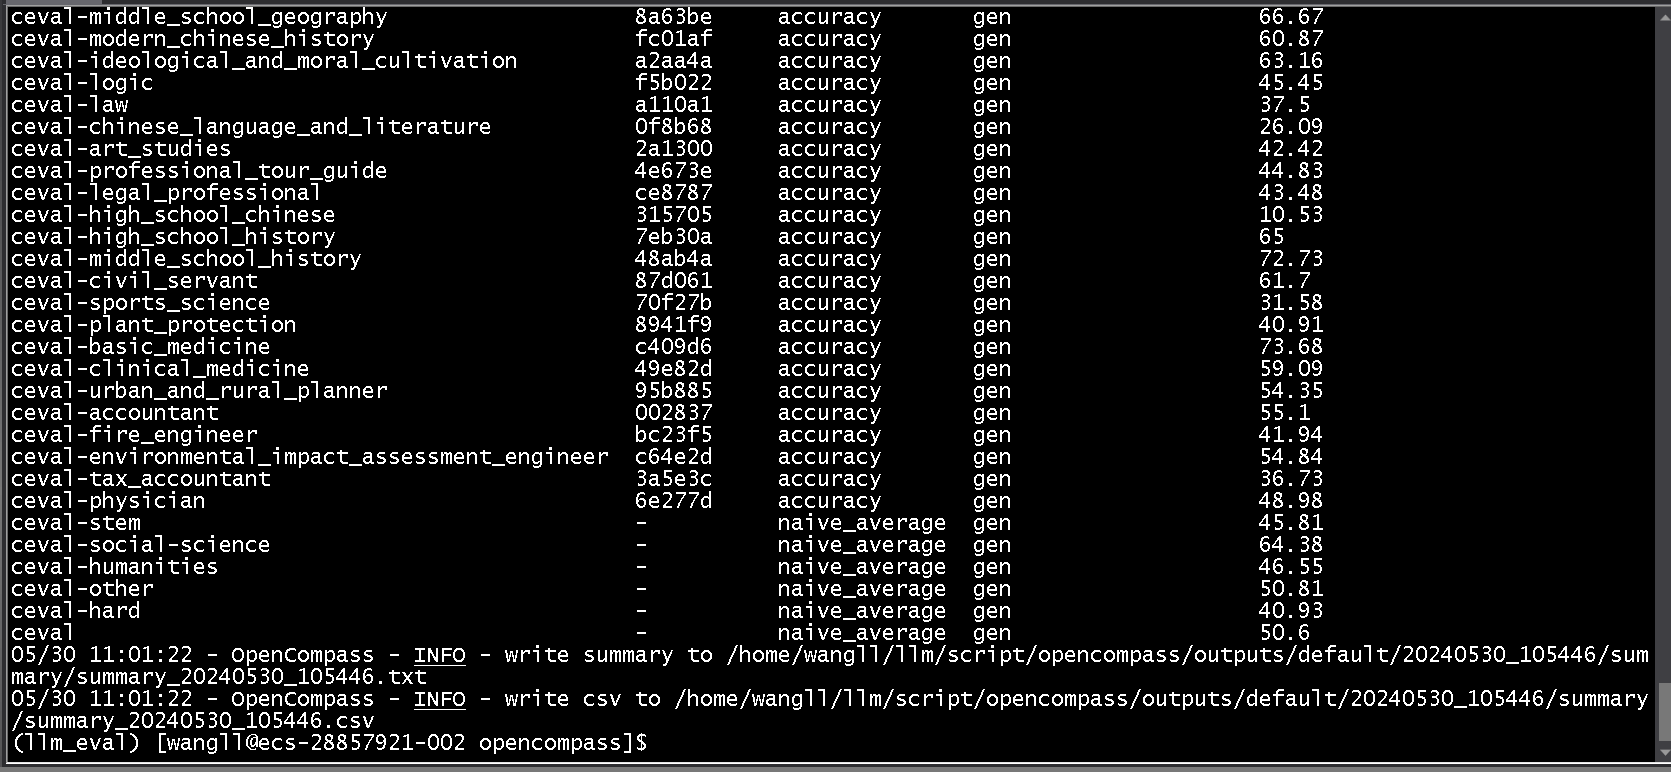 ceval-middle_school_geography 8a63be accuracy gen 66.67
ceval-modern_chinese_history fc01af accuracy gen 60.87
ceval-ideological_and_moral_cultivation a2aa4a accuracy gen 63.16
ceval-logic f5b022 accuracy gen 45.45
ceval-law a110a1 accuracy gen 37.5
ceval-chinese_language_and_literature 0f8b68 accuracy gen 26.09
ceval-art_studies 2a1300 accuracy gen 42.42
ceval-professional_tour_guide 4e673e accuracy gen 44.83
ceval-legal_professional ce8787 accuracy gen 43.48
ceval-high_school_chinese 315705 accuracy gen 10.53
ceval-high_school_history 7eb30a accuracy gen 65
ceval-middle_school_history 48ab4a accuracy gen 72.73
ceval-civil_servant 87d061 accuracy gen 61.7
ceval-sports_science 70f27b accuracy gen 31.58
ceval-plant_protection 8941f9 accuracy gen 40.91
ceval-basic_medicine c409d6 accuracy gen 73.68
ceval-clinical_medicine 49e82d accuracy gen 59.09
ceval-urban_and_rural_planner 95b885 accuracy gen 54.35
ceval-accountant 002837 accuracy gen 55.1
ceval-fire_engineer bc23f5 accuracy gen 41.94
ceval-environmental_impact_assessment_engineer c64e2d accuracy gen 54.84
ceval-tax_accountant 3a5e3c accuracy gen 36.73
ceval-physician 6e277d accuracy gen 48.98
ceval-stem - naive_average gen 45.81
ceval-social-science - naive_average gen 64.38
ceval-humanities - naive_average gen 46.55
ceval-other - naive_average gen 50.81
ceval-hard - naive_average gen 40.93
ceval - naive_average gen 50.6
05/30 11:01:22 - OpenCompass - INFO - write summary to /home/wangll/llm/script/opencompass/outputs/default/20240530_105446/sum
mary/summary_20240530_105446.txt
05/30 11:01:22 - OpenCompass - INFO - write csv to /home/wangll/llm/script/opencompass/outputs/default/20240530_105446/summary
/summary_20240530_105446.csv
(llm_eval) [wangll@ecs-28857921-002 opencompass]$